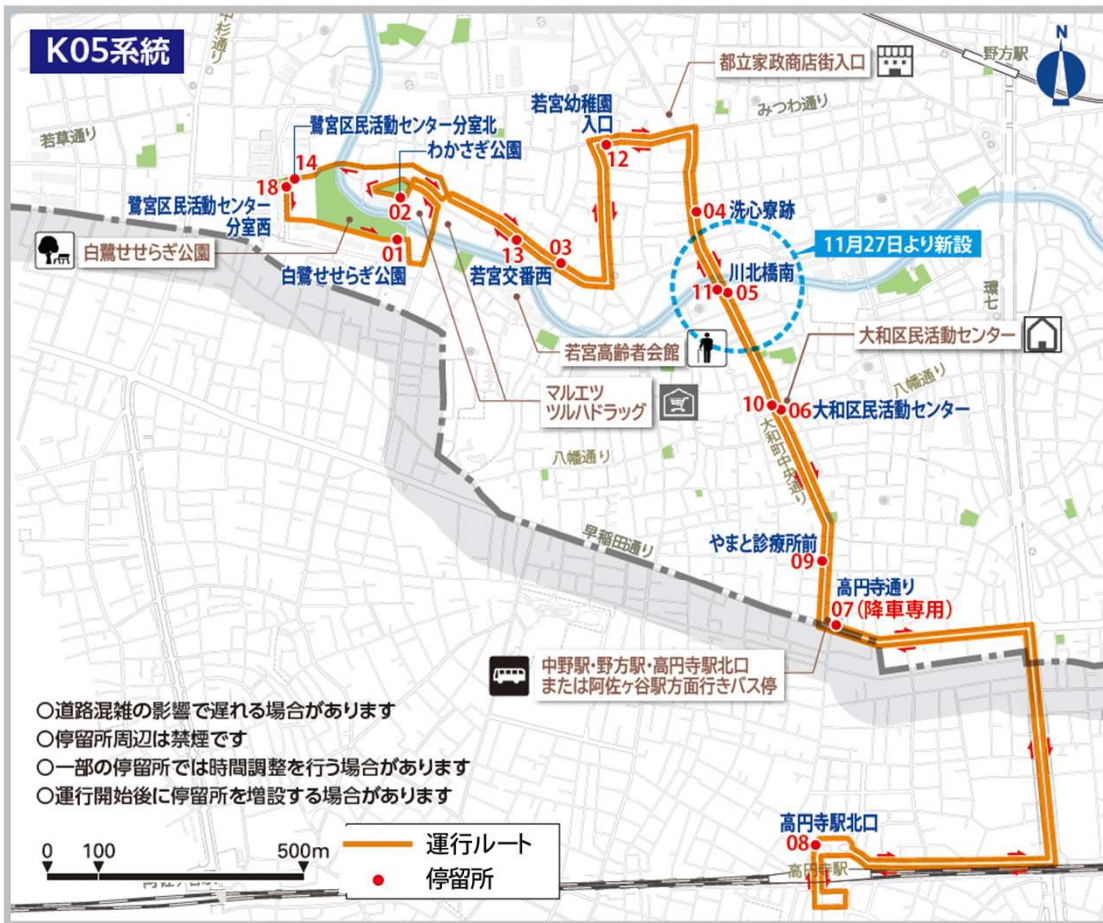 K05系統
中杉通り
都立家政商店街入口
野方駅
N
みつわ通り
若宮幼稚園
入口
鷺宮区民活動センター分室北
わかさぎ公園
若草通り
12
14
18
02
鷺宮区民活動センター
分室西
04 洗心寮跡
白鷺せせらぎ公園
01
白鷺せせらぎ公園
13
03
若宮交番西
11月27日より新設
川北橋南
11
05
環七
若宮高齢者会館
大和区民活動センター
マルエツ
ツルハドラッグ
八幡通り
10
06 大和区民活動センター
大和町中央通り
八幡通り
早稲田通り
やまと診療所前
09
高円寺通り
07(降車専用)
中野駅・野方駅・高円寺駅北口
または阿佐ヶ谷駅方面行きバス停
○道路混雑の影響で遅れる場合があります
○停留所周辺は禁煙です
○一部の停留所では時間調整を行う場合があります
○運行開始後に停留所を増設する場合があります
高円寺駅北口
08
高円寺駅
0 100 500m
運行ルート
停留所